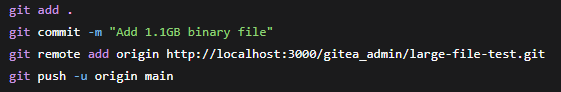 git add .
git commit -m "Add 1.1GB binary file"
git remote add origin http://localhost:3000/gitea_admin/large-file-test.git
git push -u origin main